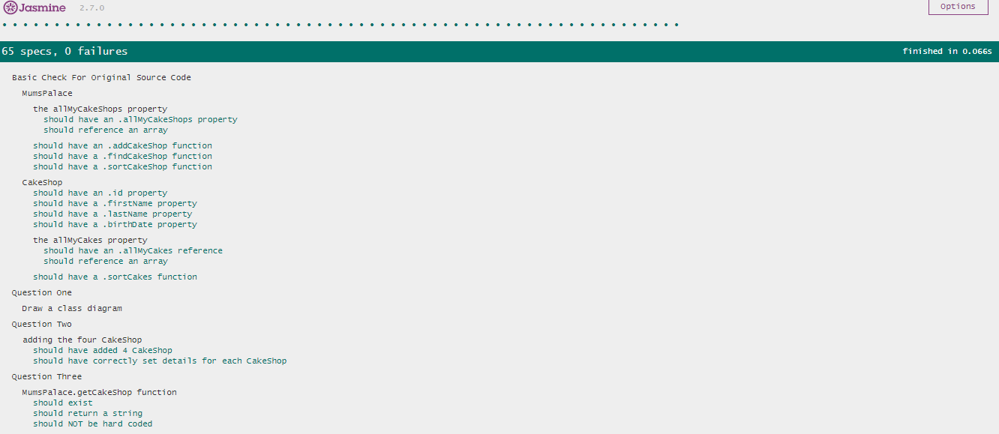 Jasmine 2.7.0 Options
65 specs, 0 failures finished in 0.066s
Basic Check For Original Source Code
MumsPalace
the allMyCakeShops property
should have an .allMyCakeShops property
should reference an array
should have an .addCakeShop function
should have a .findCakeShop function
should have a .sortCakeShop function
CakeShop
should have an .id property
should have a .firstName property
should have a .lastName property
should have a .birthDate property
the allMyCakes property
should have an .allMyCakes reference
should reference an array
should have a .sortCakes function
Question One
Draw a class diagram
Question Two
adding the four CakeShop
should have added 4 CakeShop
should have correctly set details for each CakeShop
Question Three
MumsPalace.getCakeShop function
should exist
should return a string
should NOT be hard coded